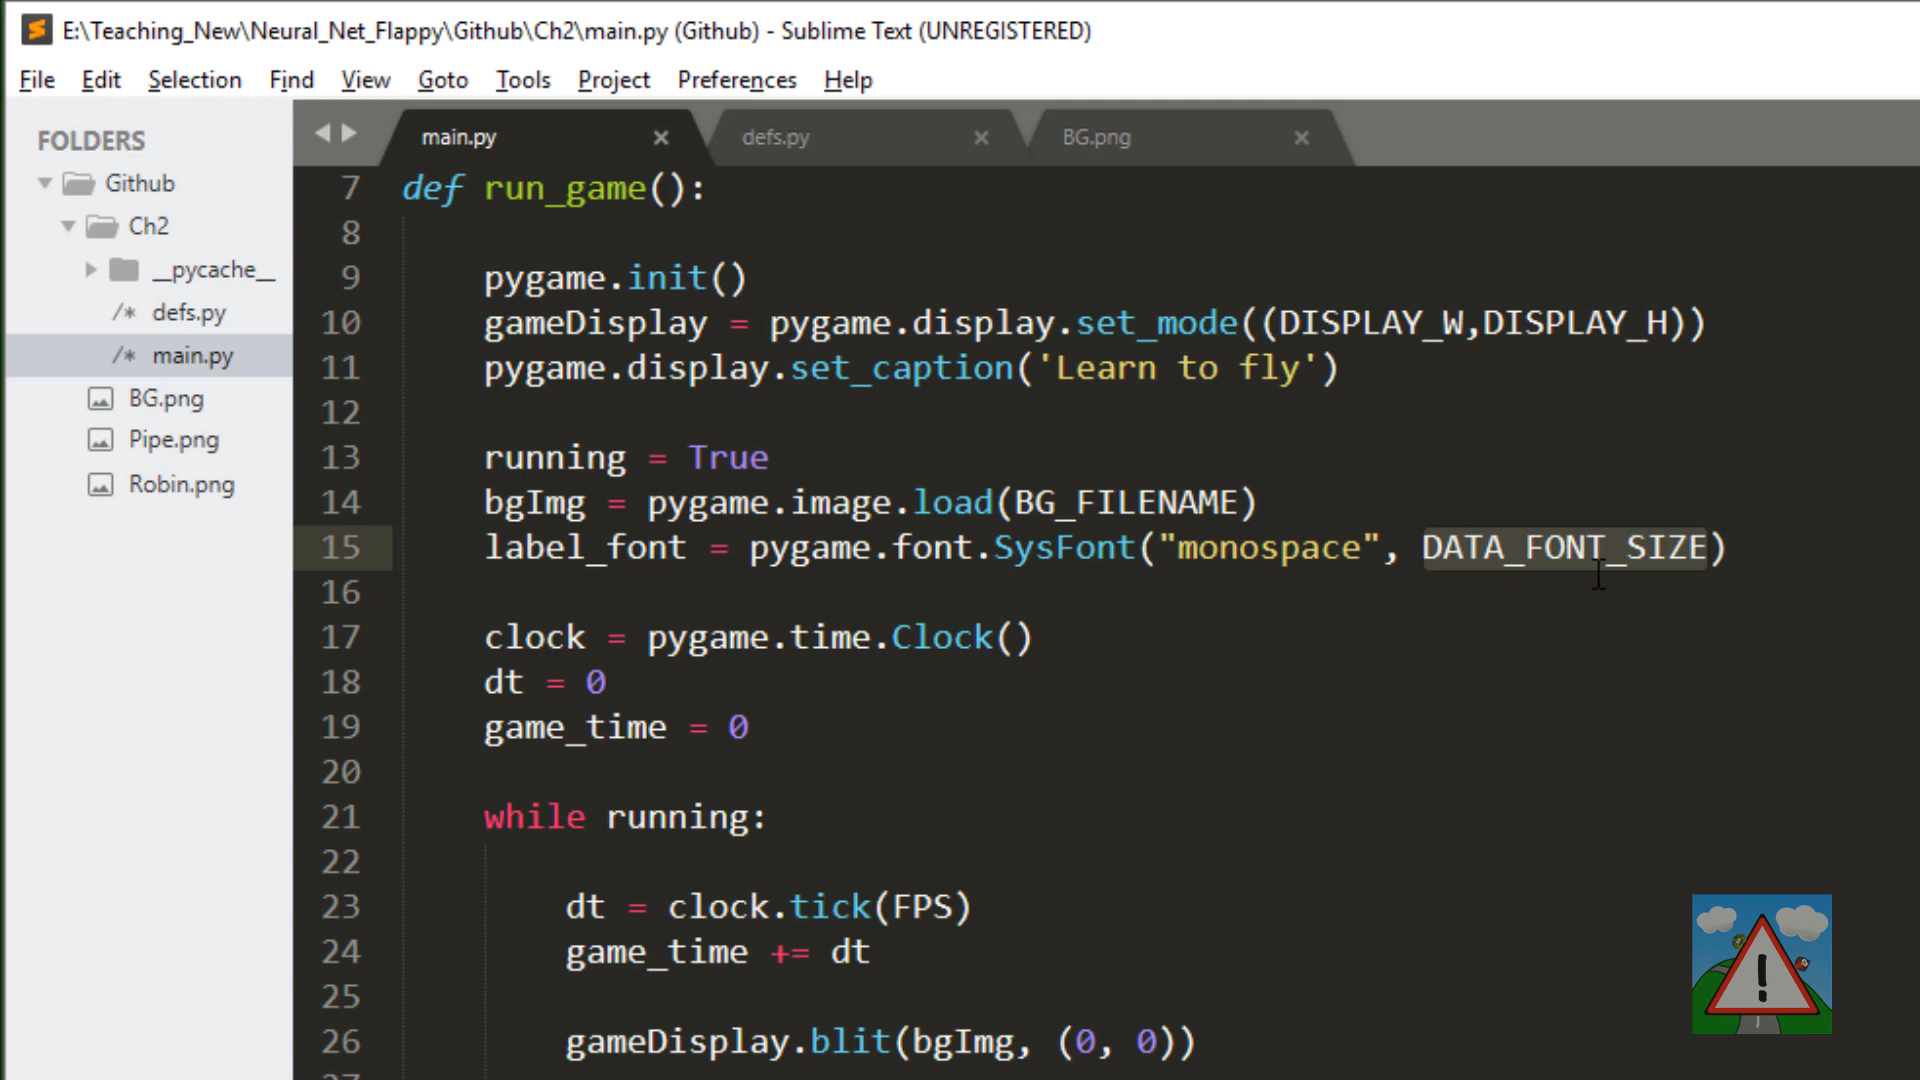 E:\Teaching_New\Neural_Net_Flappy\Github\Ch2\main.py (Github) - Sublime Text (UNREGISTERED)
File Edit Selection Find View Goto Tools Project Preferences Help
FOLDERS
Github
Ch2
__pycache__
/* defs.py
/* main.py
BG.png
Pipe.png
Robin.png
main.py × defs.py × BG.png ×
7 def run_game():
8
9 pygame.init()
10 gameDisplay = pygame.display.set_mode((DISPLAY_W,DISPLAY_H))
11 pygame.display.set_caption('Learn to fly')
12
13 running = True
14 bgImg = pygame.image.load(BG_FILENAME)
15 label_font = pygame.font.SysFont("monospace", DATA_FONT_SIZE)
16
17 clock = pygame.time.Clock()
18 dt = 0
19 game_time = 0
20
21 while running:
22
23 dt = clock.tick(FPS)
24 game_time += dt
25
26 gameDisplay.blit(bgImg, (0, 0))